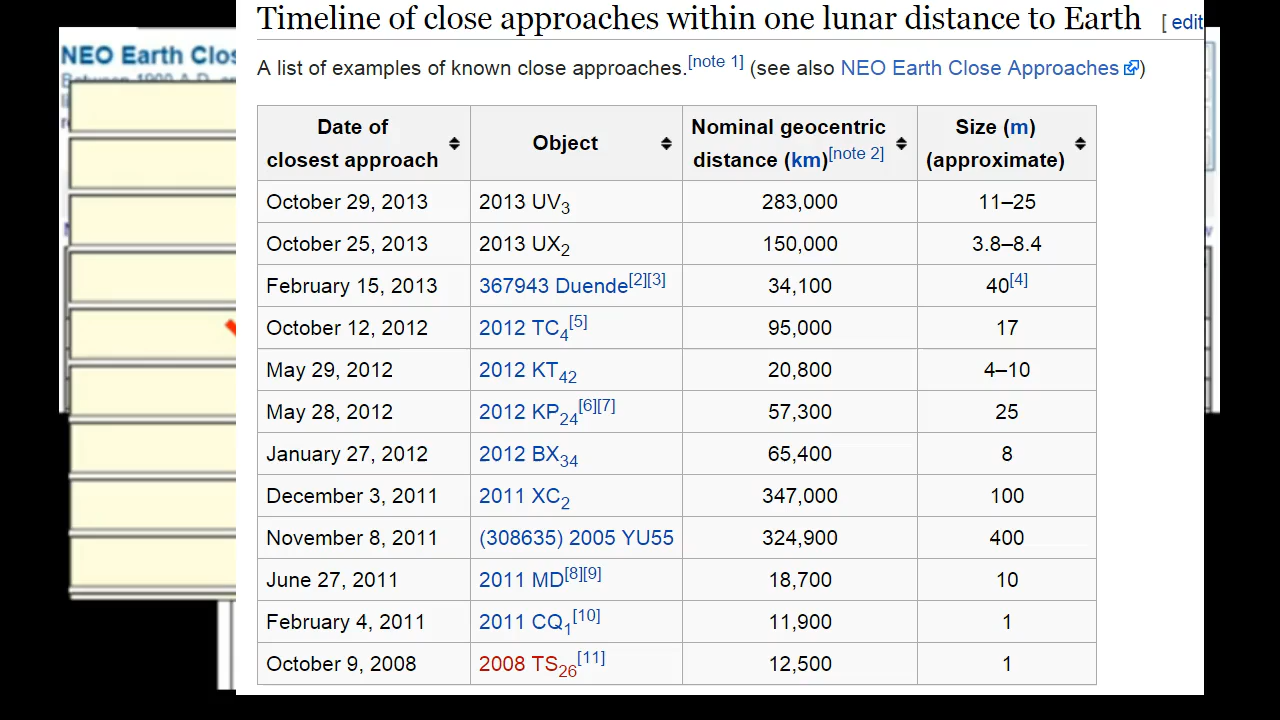 Timeline of close approaches within one lunar distance to Earth [ edit
NEO Earth Clos
A list of examples of known close approaches.[note 1] (see also NEO Earth Close Approaches)
Date of closest approach Object Nominal geocentric distance (km)[note 2] Size (m) (approximate)
October 29, 2013 2013 UV3 283,000 11–25
October 25, 2013 2013 UX2 150,000 3.8–8.4
February 15, 2013 367943 Duende[2][3] 34,100 40[4]
October 12, 2012 2012 TC4[5] 95,000 17
May 29, 2012 2012 KT42 20,800 4–10
May 28, 2012 2012 KP24[6][7] 57,300 25
January 27, 2012 2012 BX34 65,400 8
December 3, 2011 2011 XC2 347,000 100
November 8, 2011 (308635) 2005 YU55 324,900 400
June 27, 2011 2011 MD[8][9] 18,700 10
February 4, 2011 2011 CQ1[10] 11,900 1
October 9, 2008 2008 TS26[11] 12,500 1